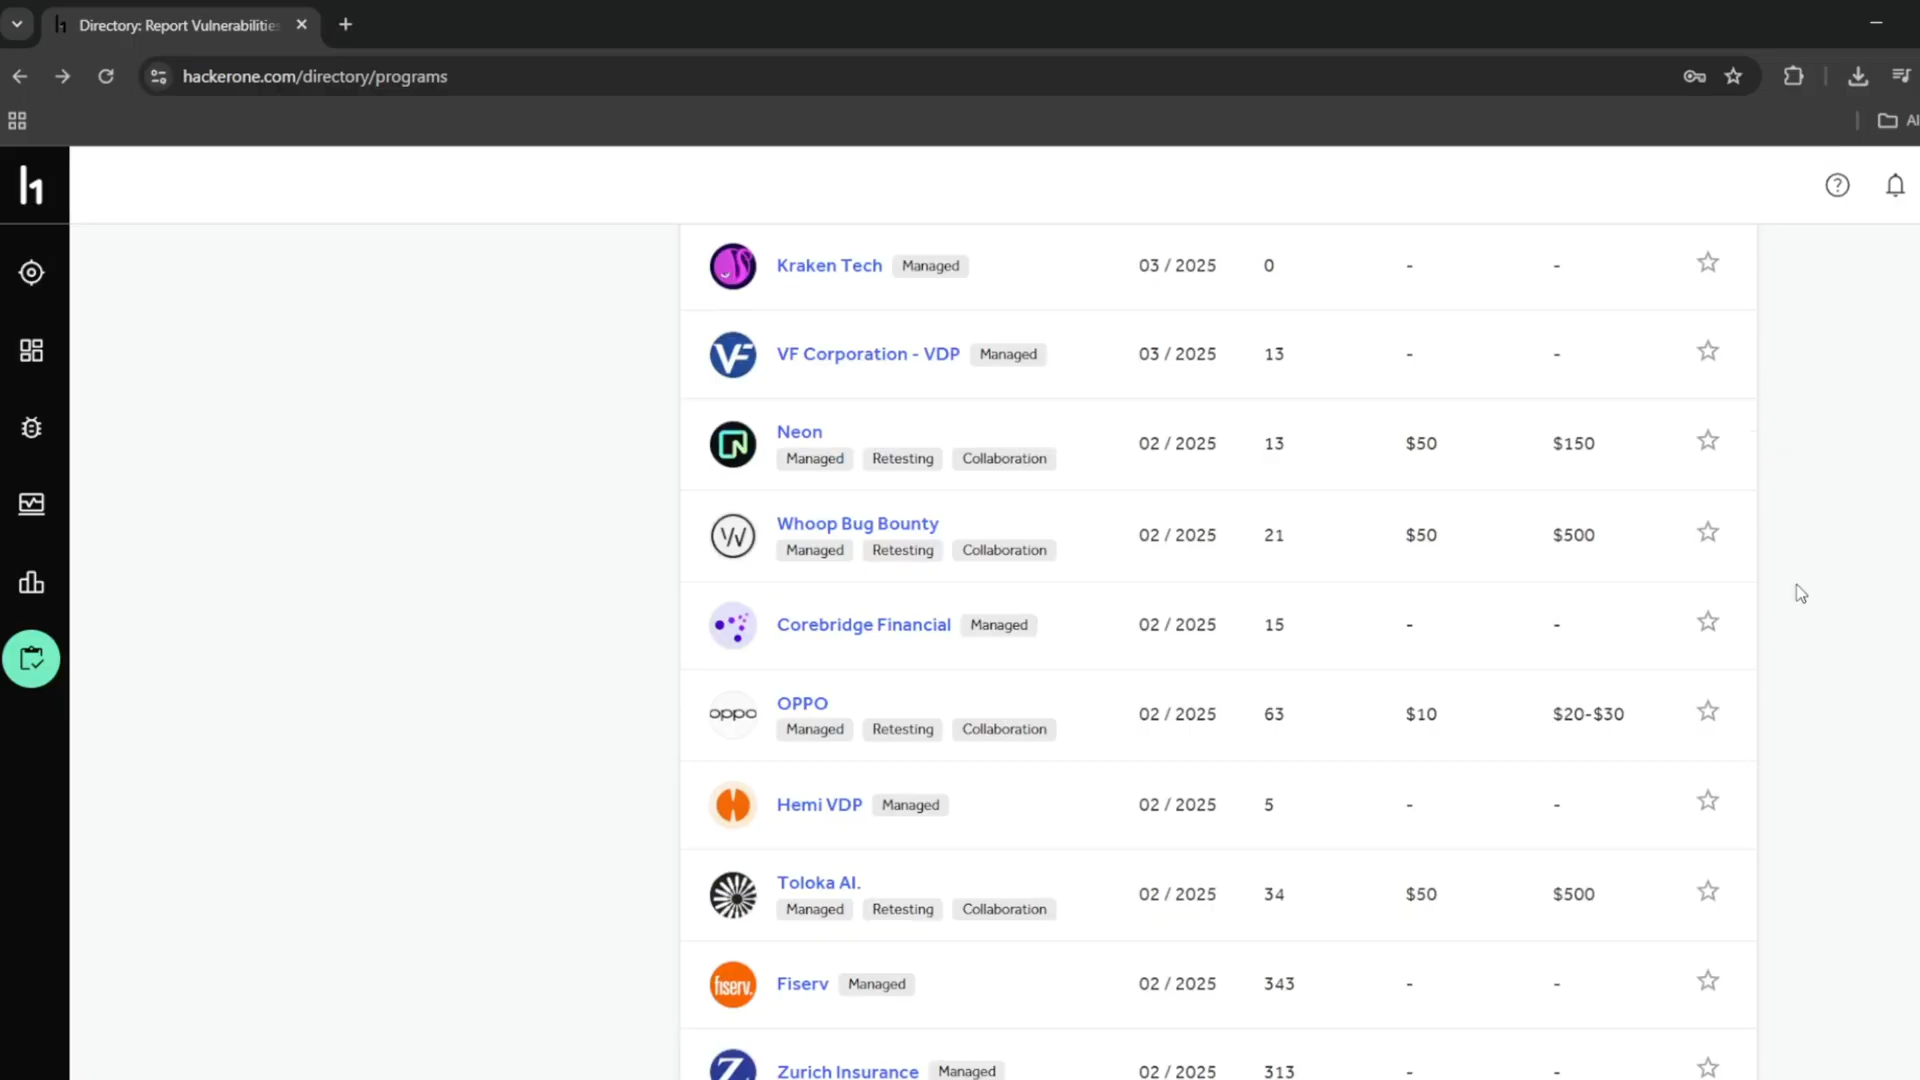 Directory: Report Vulnerabilities
hackerone.com/directory/programs
Al
h1
Kraken Tech Managed 03 / 2025 0 - -
VF VF Corporation - VDP Managed 03 / 2025 13 - -
Neon
Managed Retesting Collaboration
02 / 2025 13 $50 $150
Whoop Bug Bounty
Managed Retesting Collaboration
02 / 2025 21 $50 $500
Corebridge Financial Managed 02 / 2025 15 - -
oppo
OPPO
Managed Retesting Collaboration
02 / 2025 63 $10 $20-$30
Hemi VDP Managed 02 / 2025 5 - -
Toloka AI.
Managed Retesting Collaboration
02 / 2025 34 $50 $500
fiserv. Fiserv Managed 02 / 2025 343 - -
Z Zurich Insurance Managed 02 / 2025 313 - -